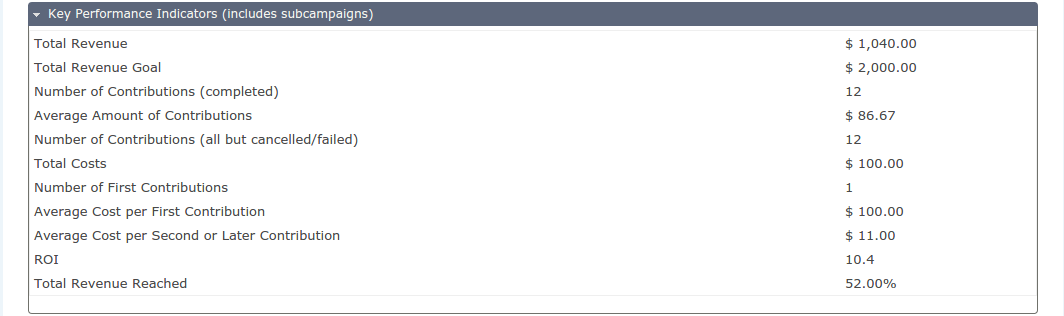 Key Performance Indicators (includes subcampaigns)
Total Revenue $ 1,040.00
Total Revenue Goal $ 2,000.00
Number of Contributions (completed) 12
Average Amount of Contributions $ 86.67
Number of Contributions (all but cancelled/failed) 12
Total Costs $ 100.00
Number of First Contributions 1
Average Cost per First Contribution $ 100.00
Average Cost per Second or Later Contribution $ 11.00
ROI 10.4
Total Revenue Reached 52.00%